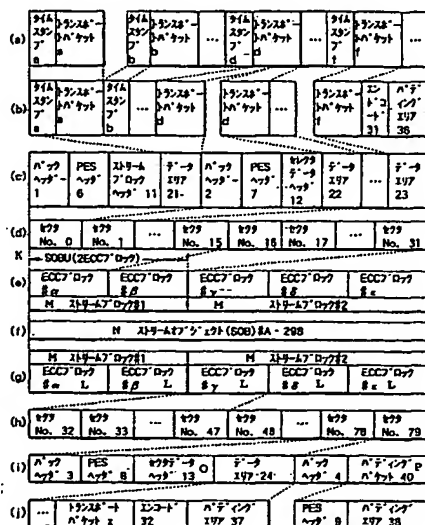 (a) タイムスタンプ a トランスポートパケット a タイムスタンプ b トランスポートパケット b … タイムスタンプ d トランスポートパケット d … タイムスタンプ f トランスポートパケット f …
(b) タイムスタンプ a トランスポートパケット a タイムスタンプ b … トランスポートパケット d トランスポートパケット d … トランスポートパケット f エンドコード 31 パディングエリア 36
(c) パックヘッダー 1 PESヘッダ 6 ストリームブロックヘッダ 11 データエリア 21 パックヘッダー 2 PESヘッダ 7 セクタデータヘッダ 12 データエリア 22 … データエリア 23
(d) セクタ No. 0 セクタ No. 1 … セクタ No. 15 セクタ No. 16 セクタ No. 17 … セクタ No. 31
K SOBU(2ECCブロック)
(e) ECCブロック #α ECCブロック #β ECCブロック #γ ECCブロック #δ ECCブロック #ε
M ストリームブロック#1 M ストリームブロック#2
(f) N ストリームオブジェクト(SOB)#A・298
M ストリームブロック#1 M ストリームブロック#2
(g) ECCブロック #α L ECCブロック #β L ECCブロック #γ L ECCブロック #δ L ECCブロック #ε L
(h) セクタ No. 32 セクタ No. 33 … セクタ No. 47 セクタ No. 48 … セクタ No. 78 セクタ No. 79
(i) パックヘッダ 3 PESヘッダ 8 セクタデータヘッダ 13 O データエリア 24 パックヘッダ 4 パディングパケット 40 P
(j) … トランスポートパケット z エンドコード 32 パディングエリア 37 PESヘッダ 9 パディングエリア 38